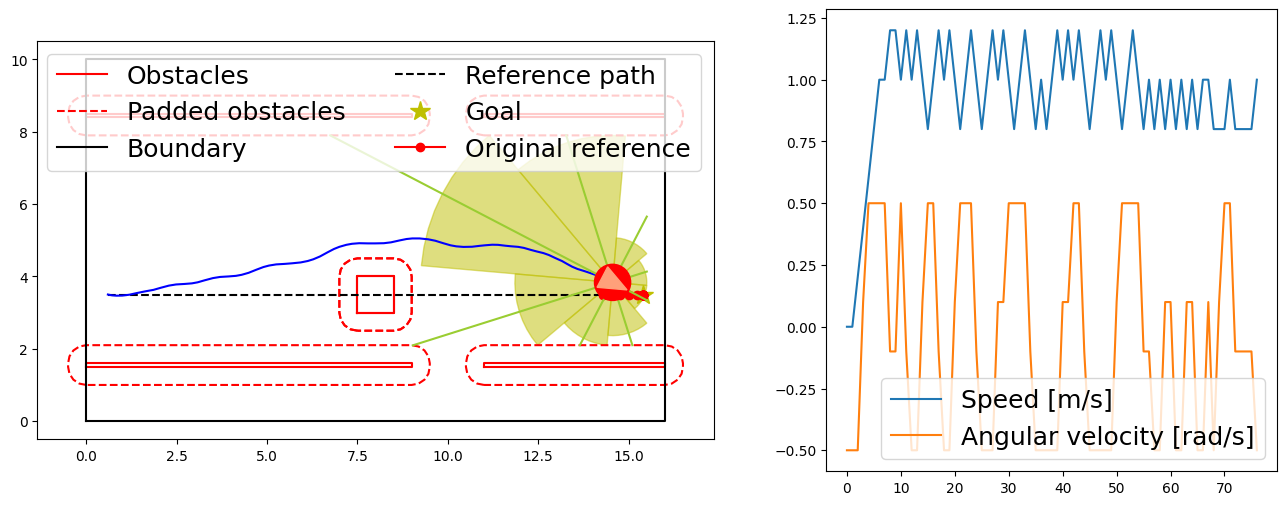 Obstacles
Padded obstacles
Boundary
Reference path
Goal
Original reference
10
8
6
4
2
0
0.0 2.5 5.0 7.5 10.0 12.5 15.0
1.25
1.00
0.75
0.50
0.25
0.00
−0.25
−0.50
Speed [m/s]
Angular velocity [rad/s]
0 10 20 30 40 50 60 70